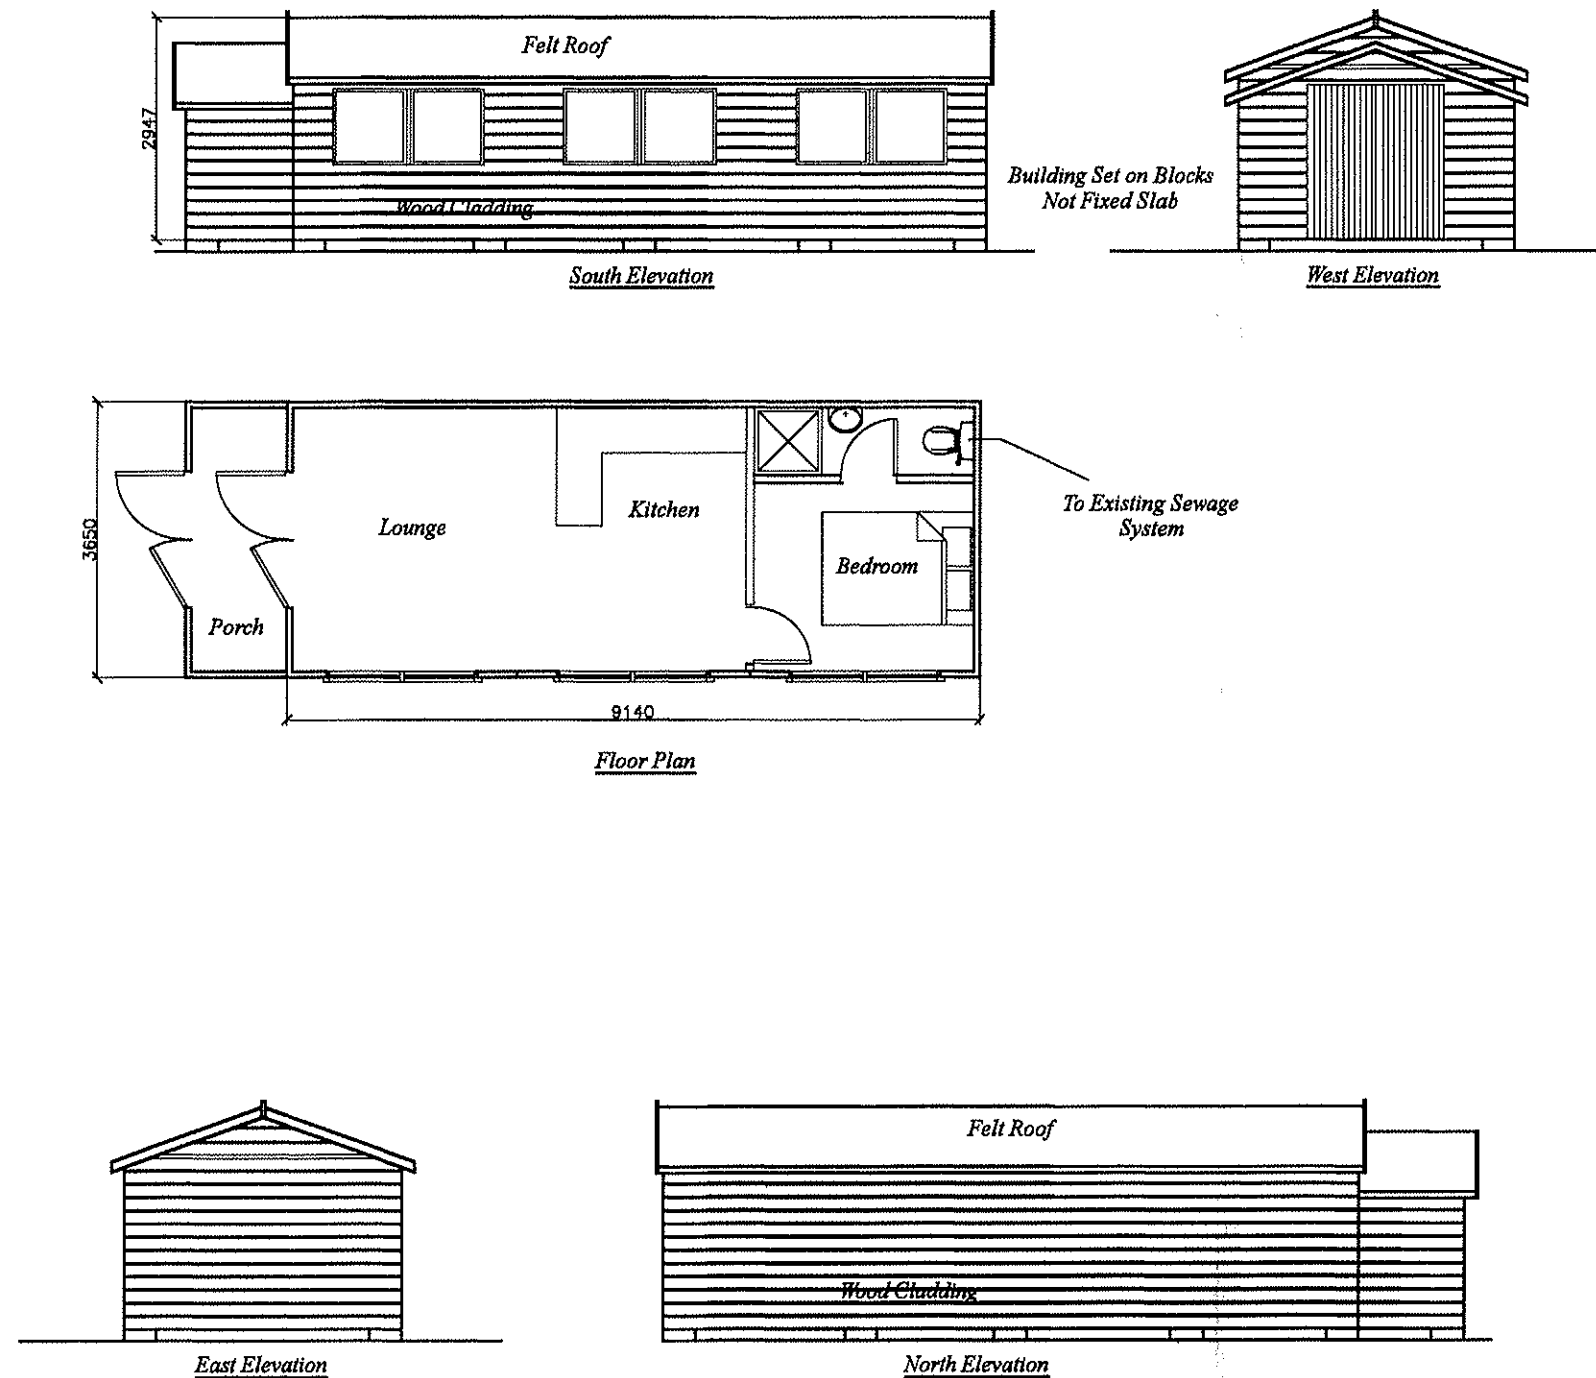 Felt Roof
2947
Wood Cladding
Building Set on Blocks
Not Fixed Slab
South Elevation
West Elevation
3650
Lounge
Kitchen
Bedroom
Porch
To Existing Sewage
System
9140
Floor Plan
Felt Roof
Wood Cladding
East Elevation
North Elevation